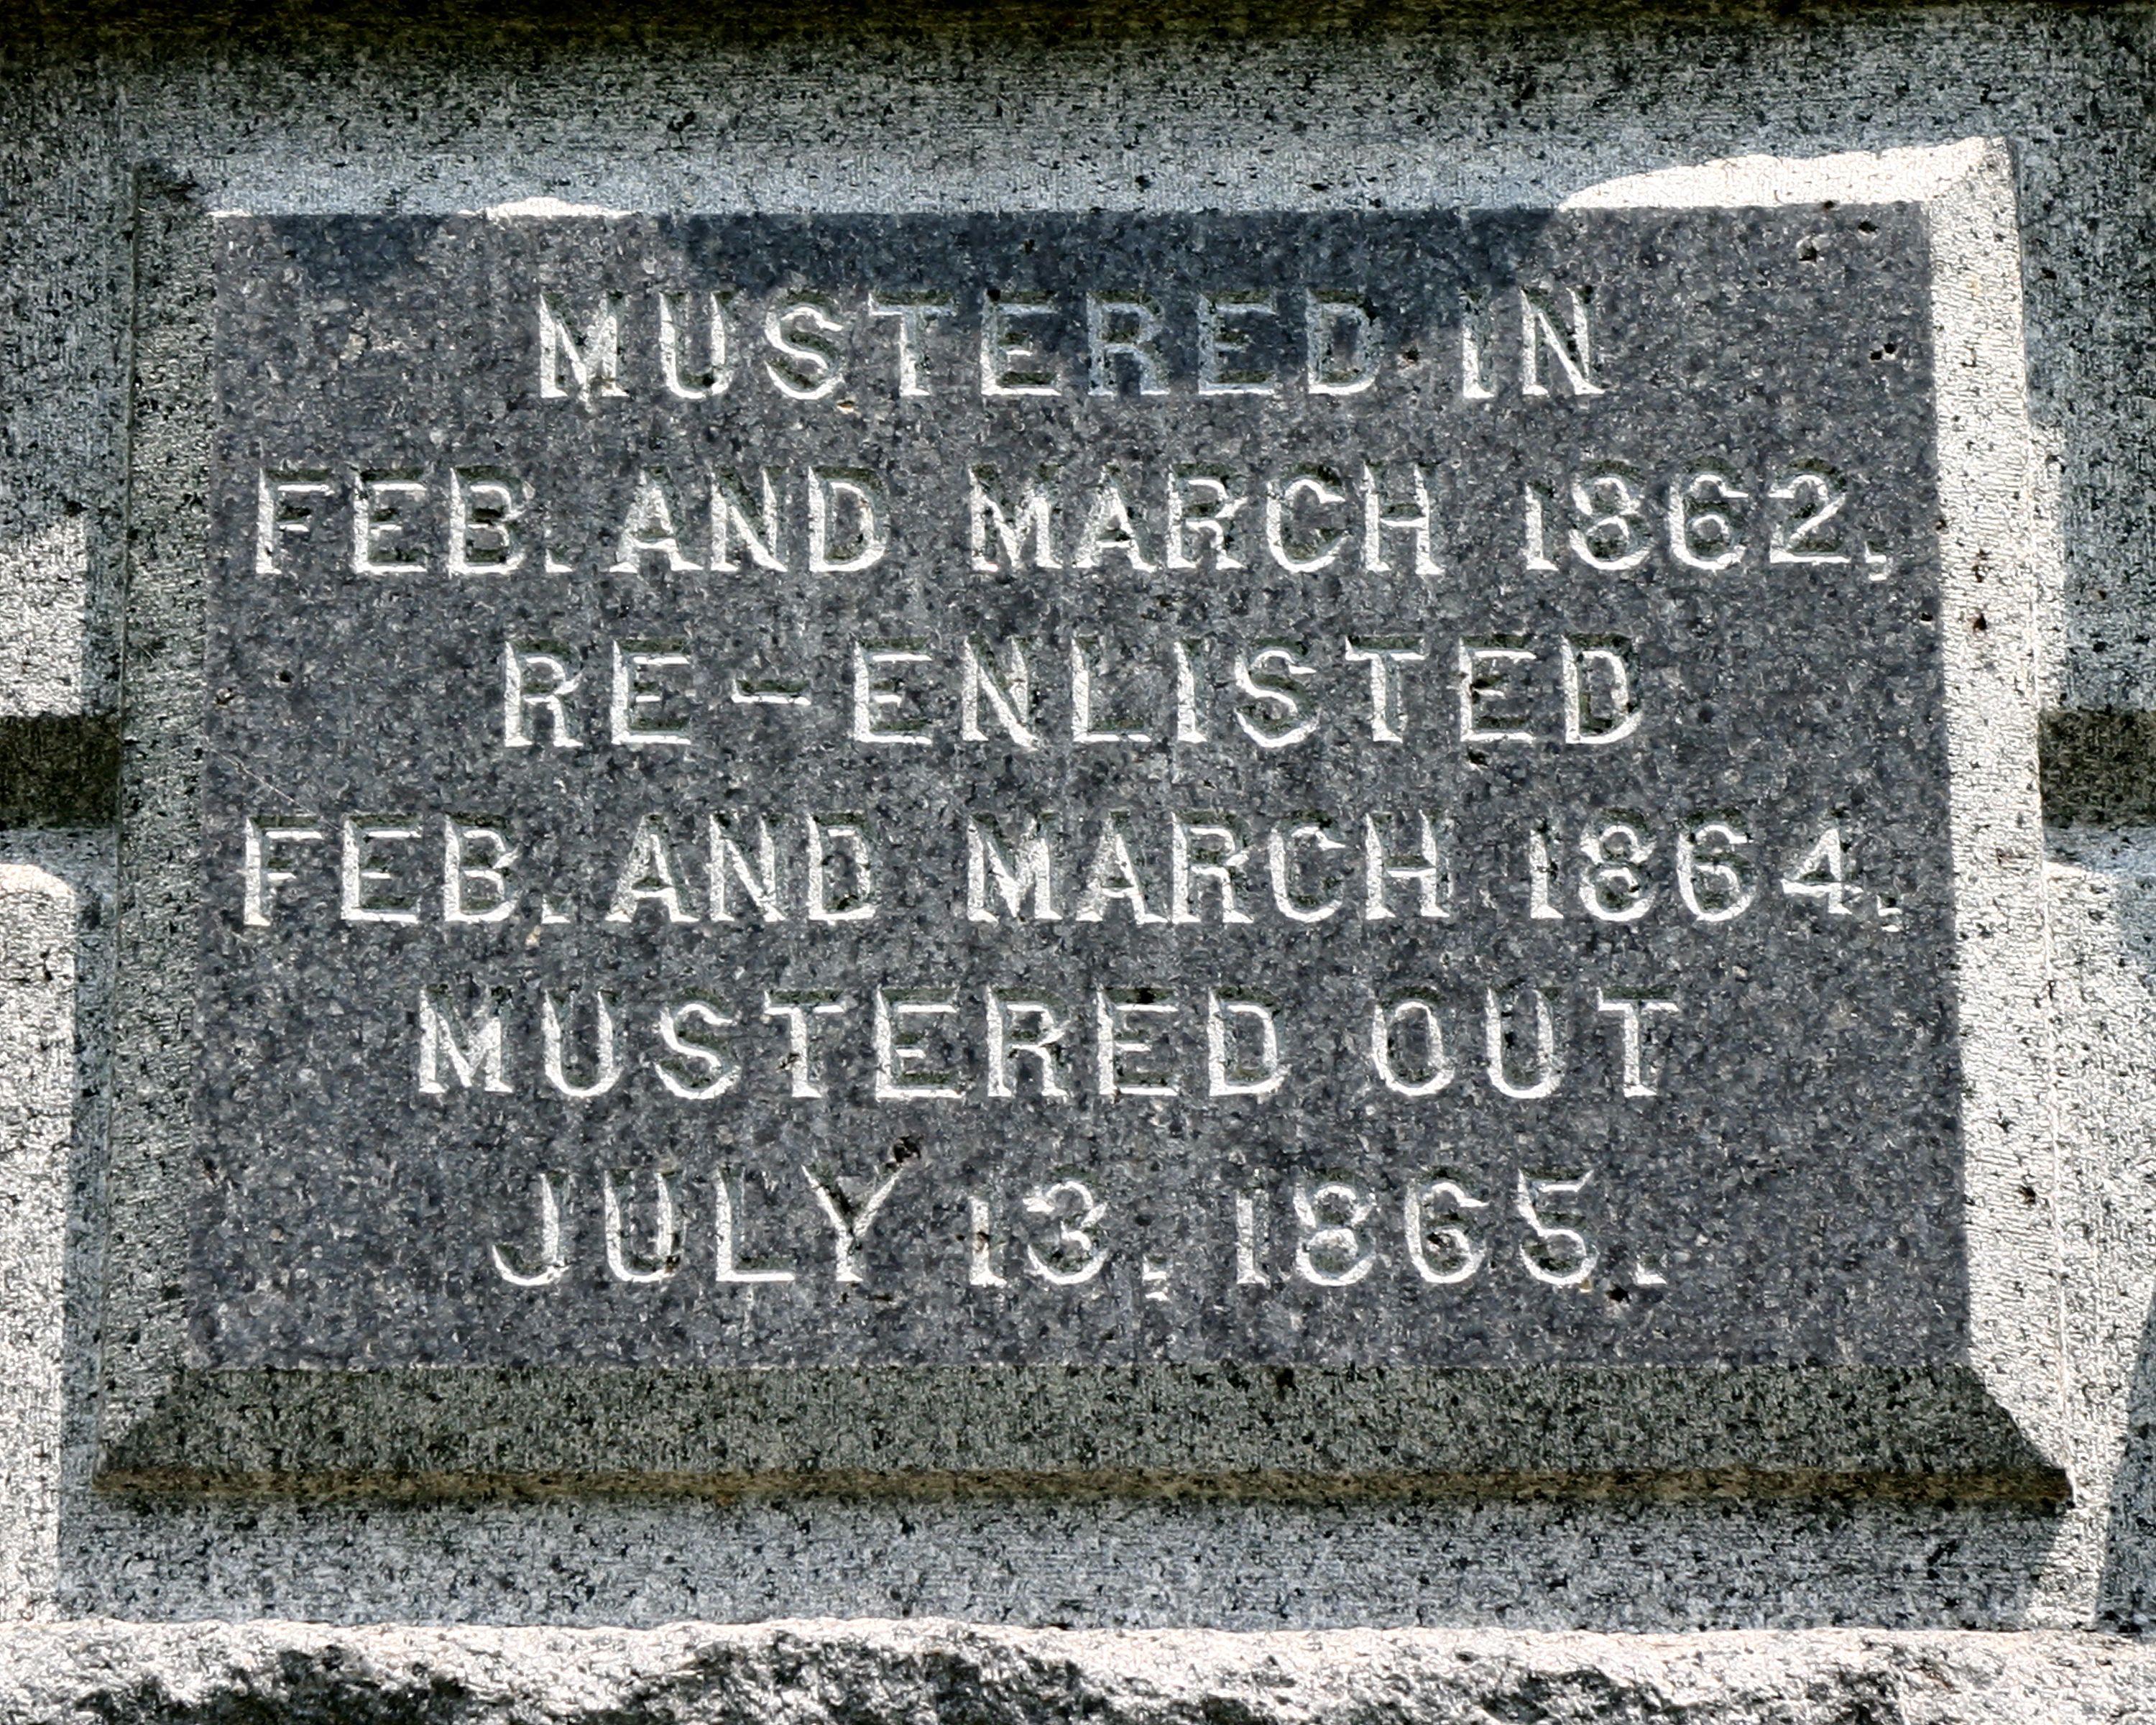 MUSTERED IN
FEB. AND MARCH 1862,
RE-ENLISTED
FEB. AND MARCH 1864,
MUSTERED OUT
JULY 13, 1865.